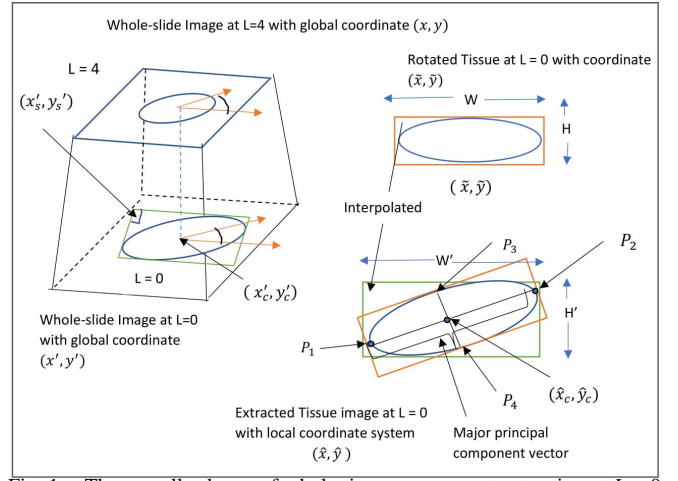 Whole-slide Image at L=4 with global coordinate (x, y)
L = 4
(x′ₛ, yₛ′)
Rotated Tissue at L = 0 with coordinate
(x̃, ỹ)
W
H
( x̃, ỹ)
Interpolated
L = 0
( x′c, y′c)
Whole-slide Image at L=0
with global coordinate
(x′, y′)
P₃
P₂
W'
H'
P₁
P₄
(x̂c, ŷc)
Extracted Tissue image at L = 0
with local coordinate system
(x̂, ŷ )
Major principal
component vector